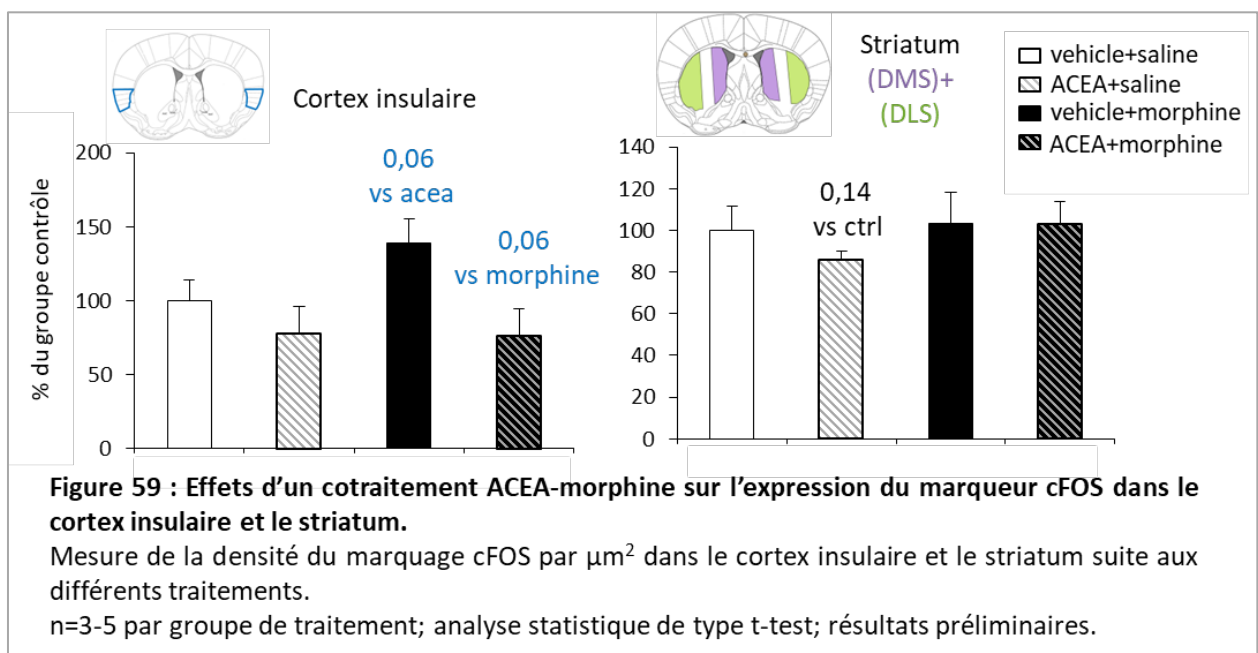 Cortex insulaire
Striatum
(DMS)+
(DLS)
vehicle+saline
ACEA+saline
vehicle+morphine
ACEA+morphine
% du groupe contrôle
200
150
100
50
0
0,06
vs acea
0,06
vs morphine
140
120
100
80
60
40
20
0
0,14
vs ctrl
Figure 59 : Effets d’un cotraitement ACEA-morphine sur l’expression du marqueur cFOS dans le
cortex insulaire et le striatum.
Mesure de la densité du marquage cFOS par µm² dans le cortex insulaire et le striatum suite aux
différents traitements.
n=3-5 par groupe de traitement; analyse statistique de type t-test; résultats préliminaires.